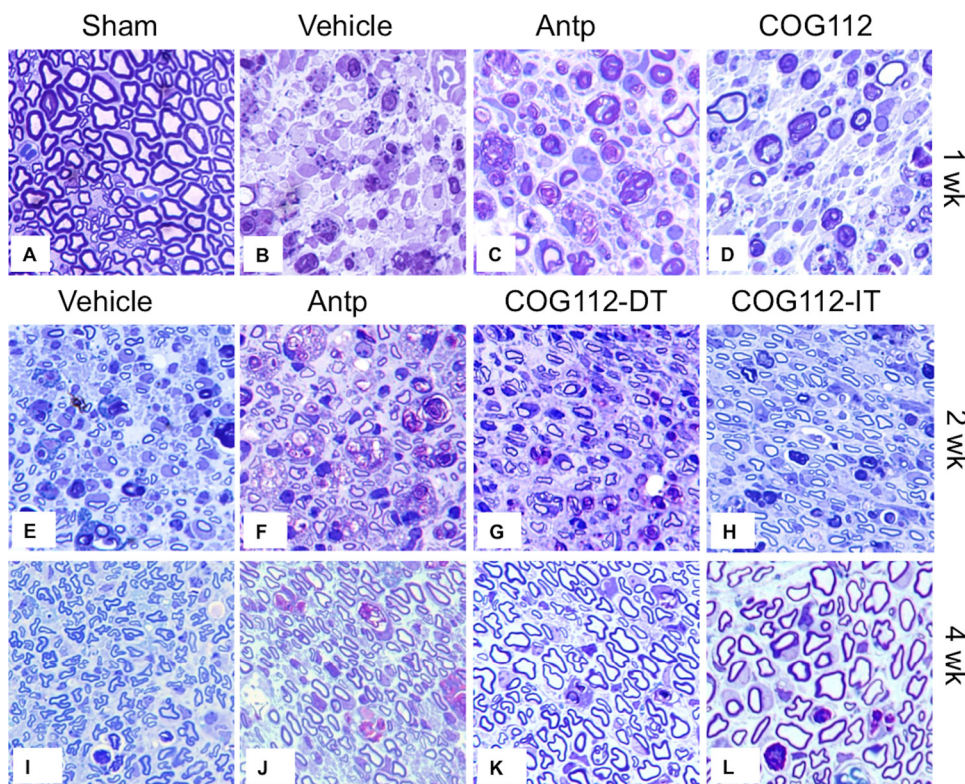 Sham Vehicle Antp COG112
A B C D
1 wk
Vehicle Antp COG112-DT COG112-IT
E F G H
2 wk
I J K L
4 wk